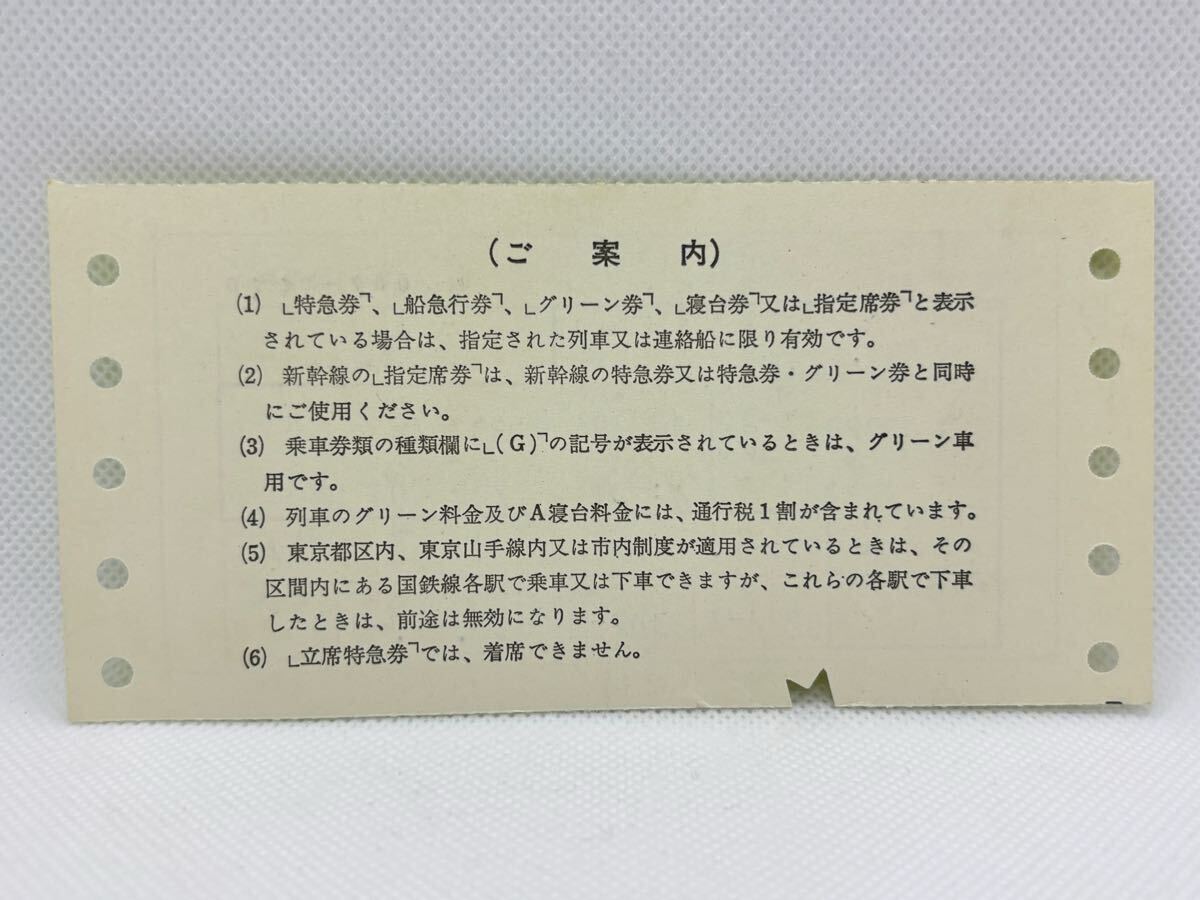 (ご案内)
(1) ﹂特急券﹁、﹂船急行券﹁、﹂グリーン券﹁、﹂寝台券﹁又は﹂指定席券﹁と表示
されている場合は、指定された列車又は連絡船に限り有効です。
(2) 新幹線の﹂指定席券﹁は、新幹線の特急券又は特急券・グリーン券と同時
にご使用ください。
(3) 乗車券類の種類欄に﹂(G)﹁の記号が表示されているときは、グリーン車
用です。
(4) 列車のグリーン料金及びA寝台料金には、通行税1割が含まれています。
(5) 東京都区内、東京山手線内又は市内制度が適用されているときは、その
区間内にある国鉄線各駅で乗車又は下車できますが、これらの各駅で下車
したときは、前途は無効になります。
(6) ﹂立席特急券﹁では、着席できません。